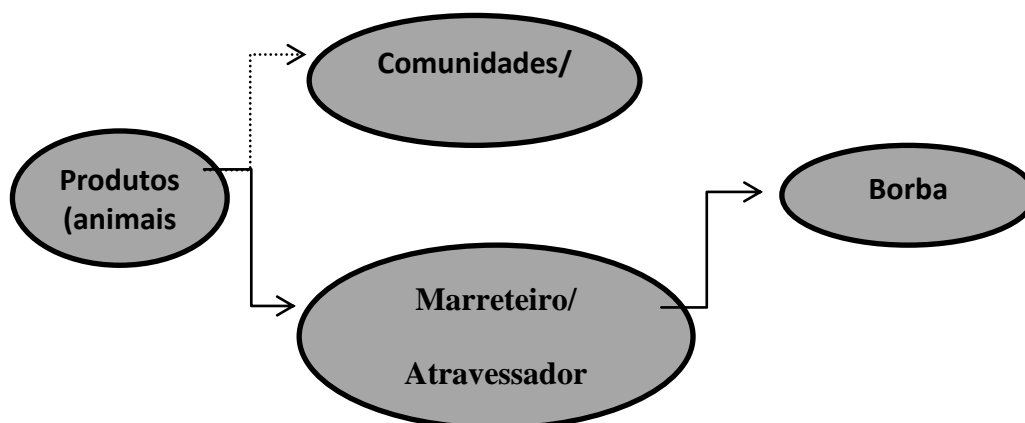 Comunidades/
Produtos
(animais
Borba
Marreteiro/
Atravessador